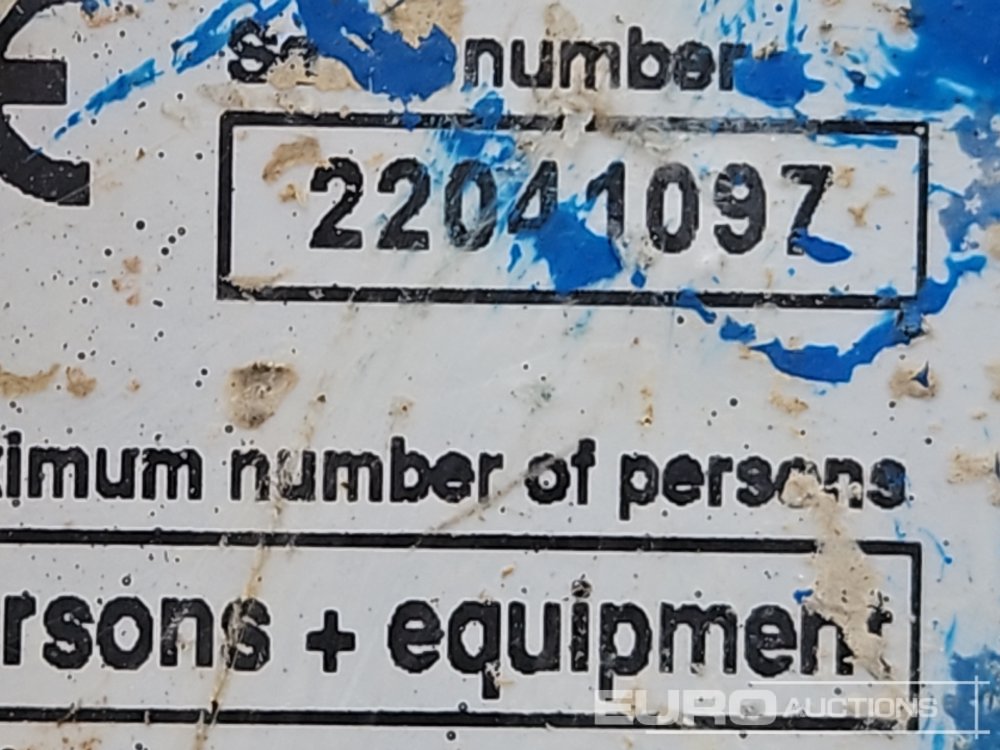 number
22041097
ximum number of persons
rsons + equipment
EURO AUCTIONS